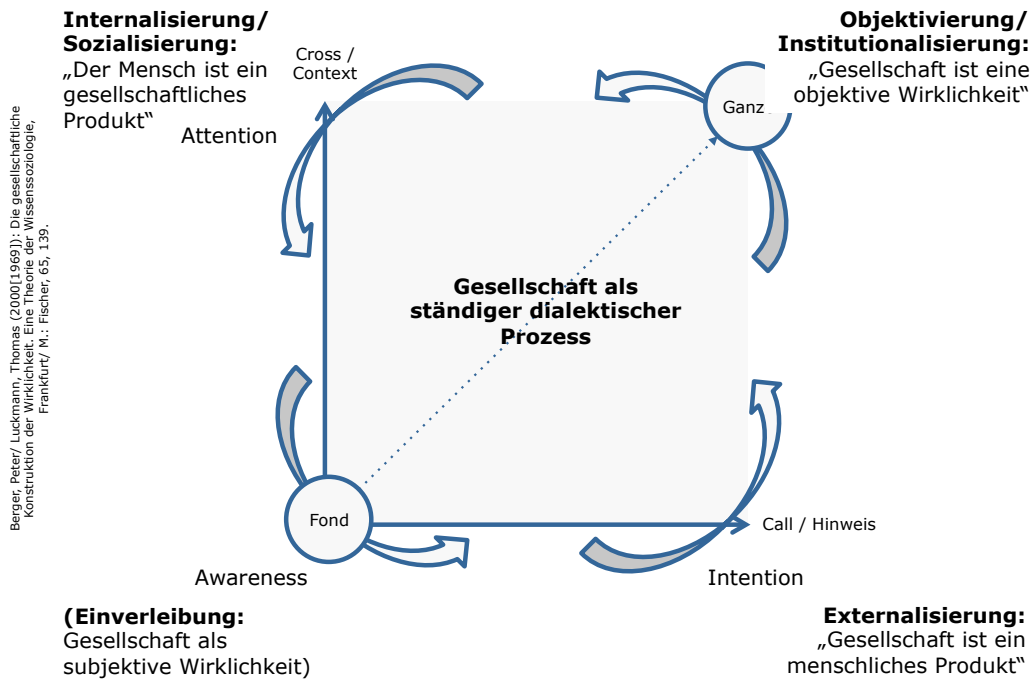 Internalisierung/
Sozialisierung:
„Der Mensch ist ein
gesellschaftliches
Produkt“
Cross /
Context
Attention
Objektivierung/
Institutionalisierung:
„Gesellschaft ist eine
objektive Wirklichkeit“
Ganz
Berger, Peter/ Luckmann, Thomas (2000[1969]): Die gesellschaftliche
Konstruktion der Wirklichkeit. Eine Theorie der Wissenssoziologie,
Frankfurt/ M.: Fischer, 65, 139.
Gesellschaft als
ständiger dialektischer
Prozess
Fond
Call / Hinweis
Awareness
Intention
(Einverleibung:
Gesellschaft als
subjektive Wirklichkeit)
Externalisierung:
„Gesellschaft ist ein
menschliches Produkt“